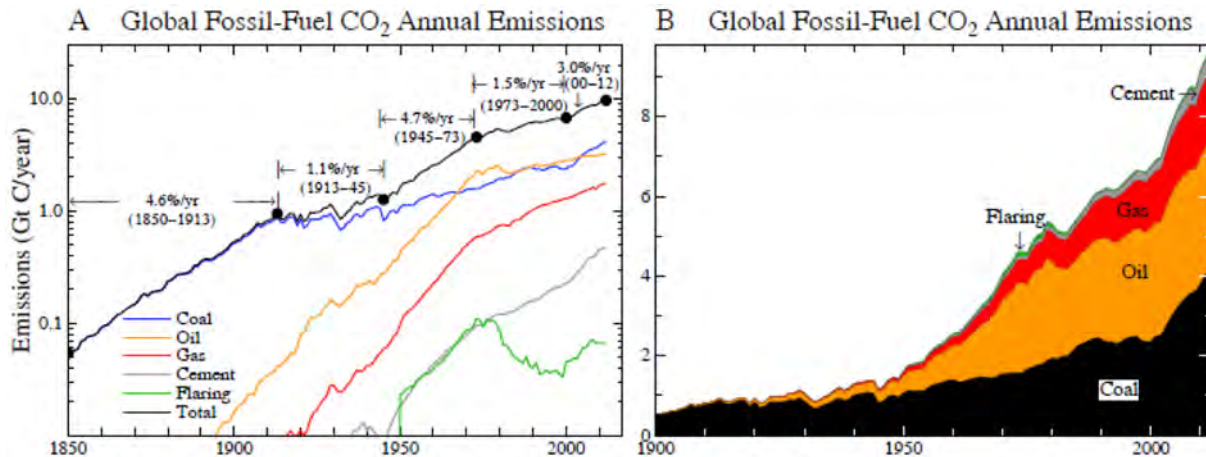 A Global Fossil-Fuel CO₂ Annual Emissions
Emissions (Gt C/year)
10.0
1.0
0.1
4.6%/yr
(1850−1913)
1.1%/yr
(1913−45)
4.7%/yr
(1945−73)
1.5%/yr
(1973−2000)
3.0%/yr
(00−12)
Coal
Oil
Gas
Cement
Flaring
Total
1850 1900 1950 2000
B Global Fossil-Fuel CO₂ Annual Emissions
8
6
4
2
0
Cement
Flaring
Gas
Oil
Coal
1900 1950 2000